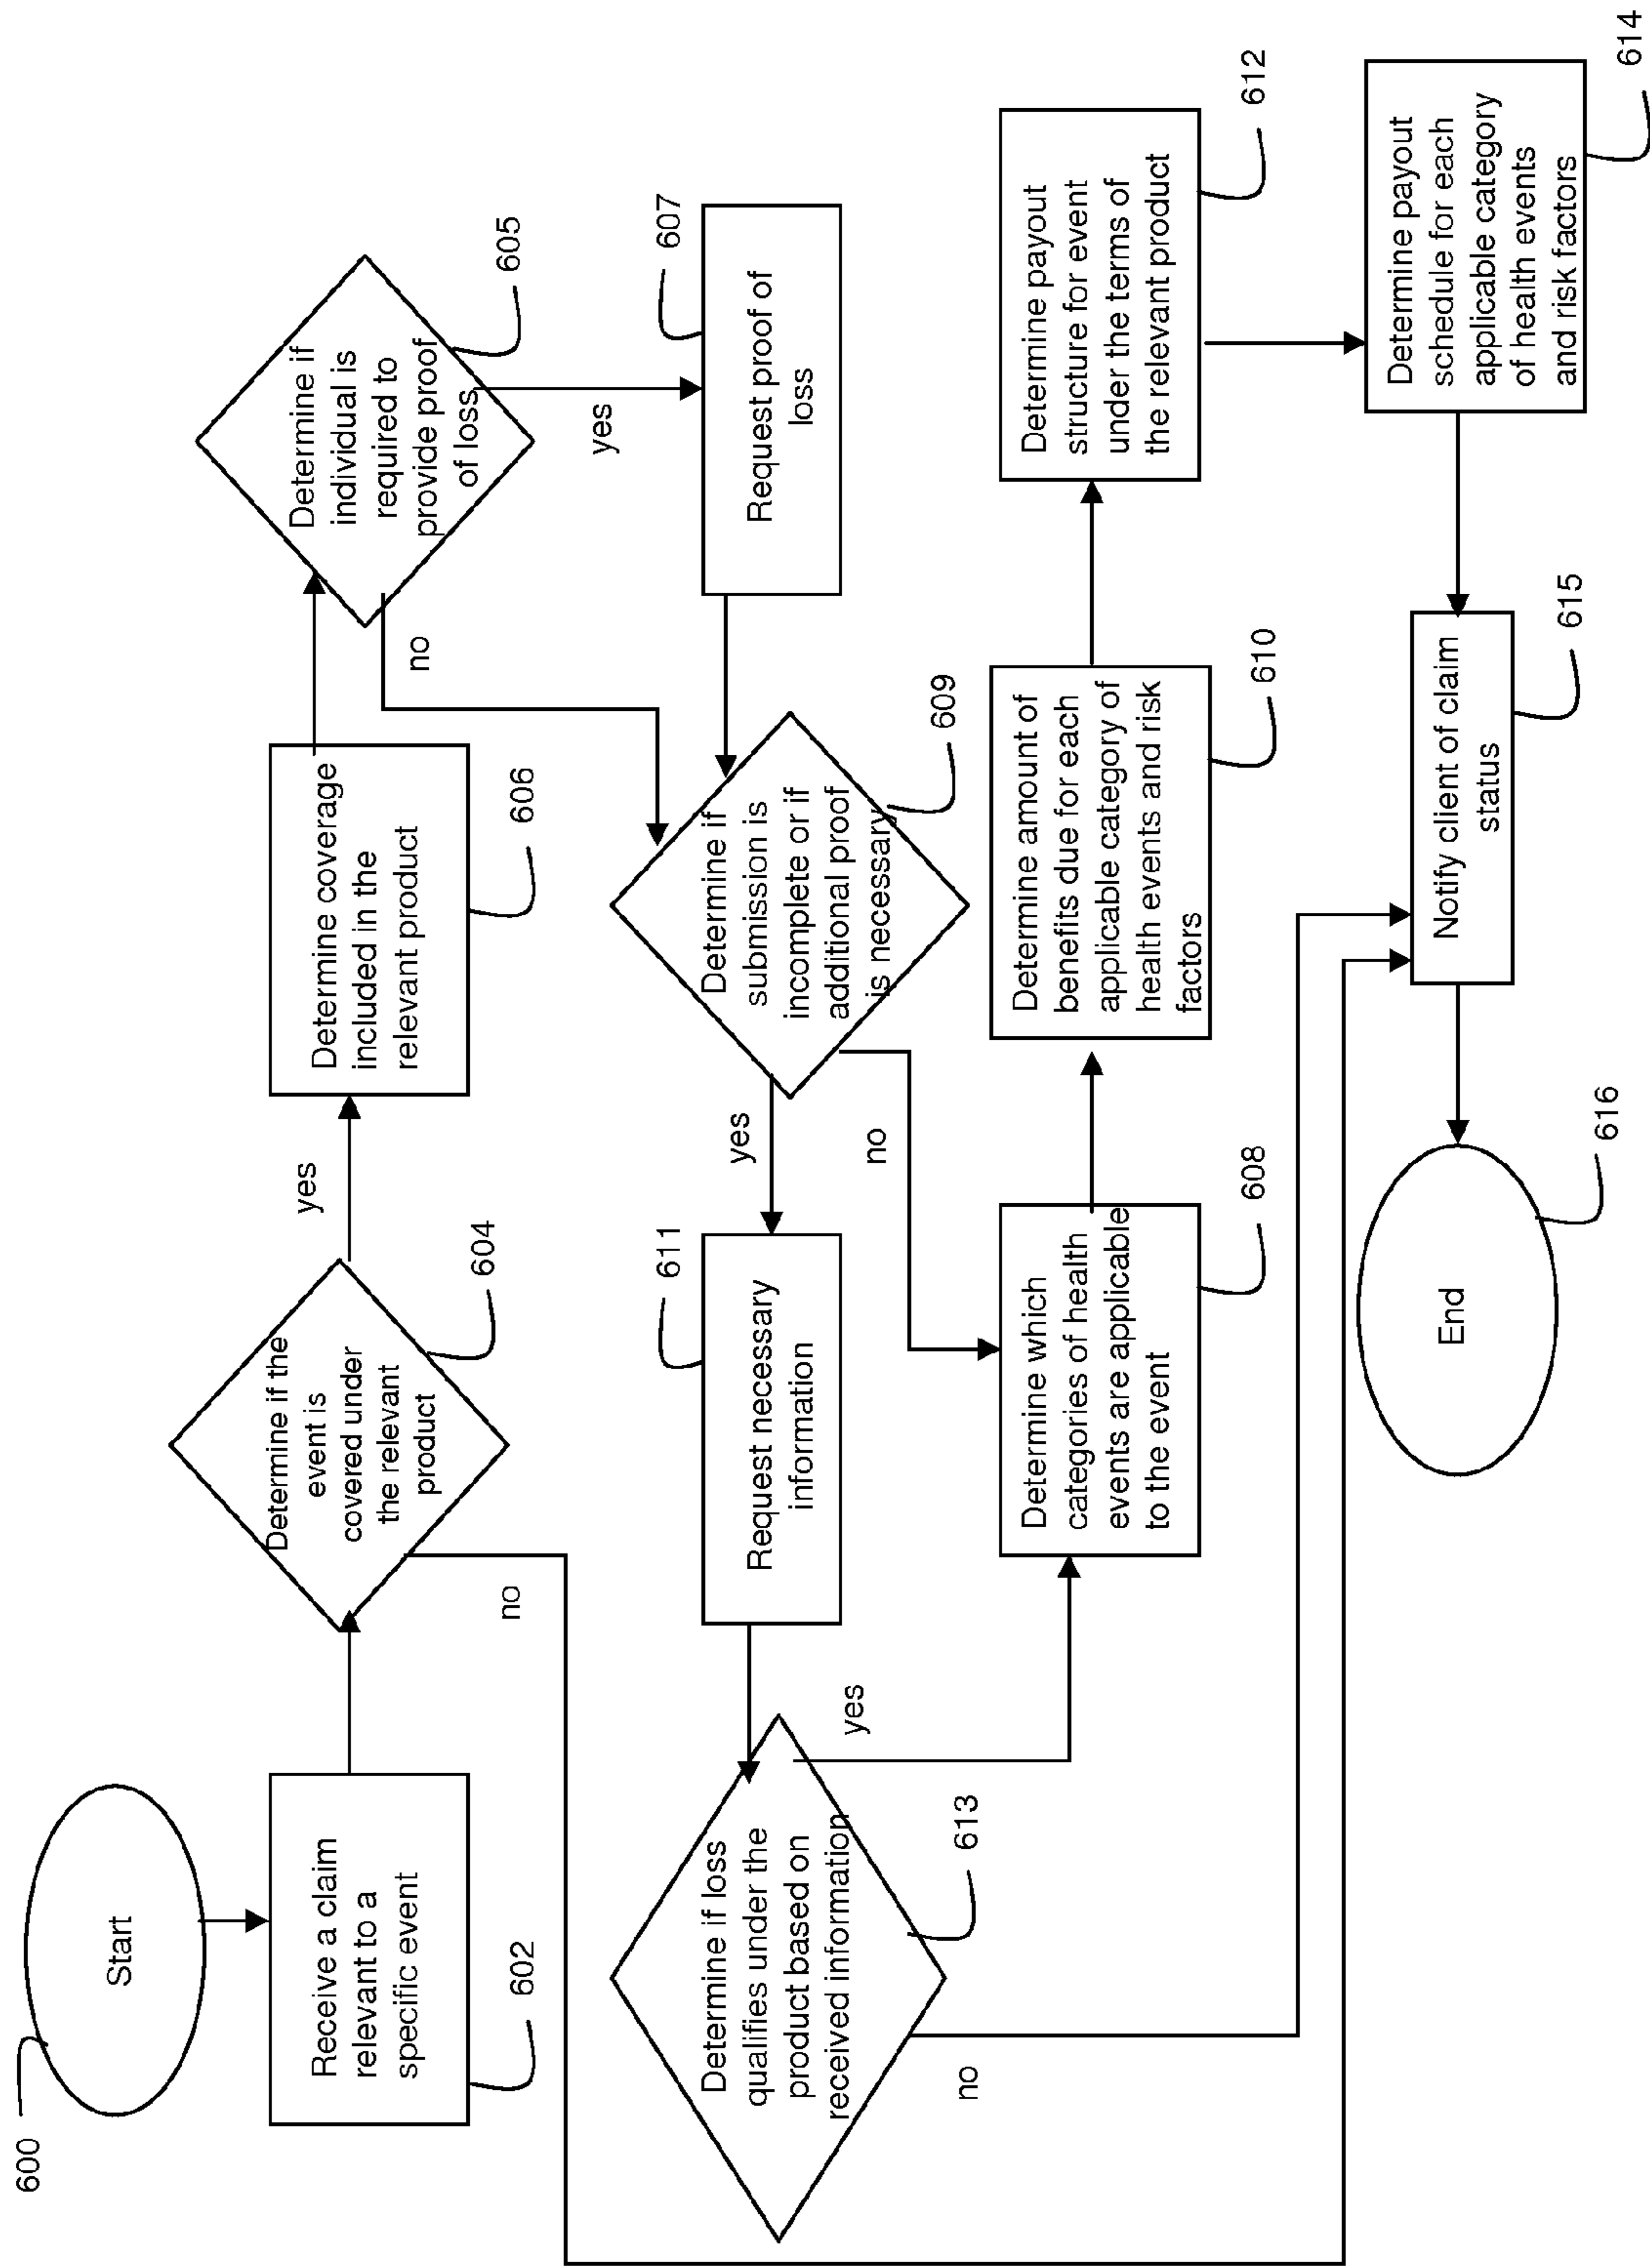 600
Start
Receive a claim
relevant to a
specific event
602
Determine if the
event is
covered under
the relevant
product
604
yes
no
Determine coverage
included in the
relevant product
606
Determine if
individual is
required to
provide proof
of loss
605
yes
no
Request proof of
loss
607
Determine if
submission is
incomplete or if
additional proof
is necessary
609
yes
no
Request necessary
information
611
Determine if loss
qualifies under the
product based on
received information
613
yes
no
Determine which
categories of health
events are applicable
to the event
608
Determine amount of
benefits due for each
applicable category of
health events and risk
factors
610
Determine payout
structure for event
under the terms of
the relevant product
612
Determine payout
schedule for each
applicable category
of health events
and risk factors
614
Notify client of claim
status
615
End
616